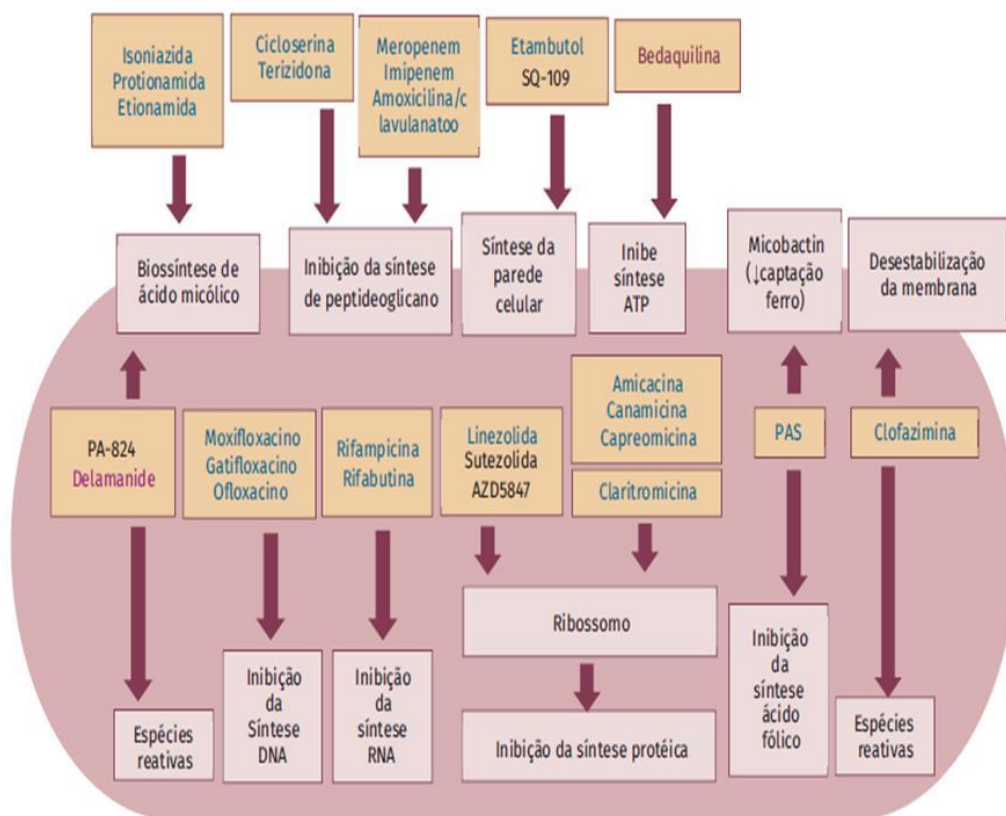 Isoniazida
Protionamida
Etionamida
Cicloserina
Terizidona
Meropenem
Imipenem
Amoxicilina/c
lavulanatoo
Etambutol
SQ-109
Bedaquilina
Biossíntese de
ácido micólico
Inibição da síntese
de peptideoglicano
Síntese da
parede
celular
Inibe
síntese
ATP
Micobactin
(↓captação
ferro)
Desestabilização
da membrana
PA-824
Delamanide
Moxifloxacino
Gatifloxacino
Ofloxacino
Rifampicina
Rifabutina
Linezolida
Sutezolida
AZD5847
Amicacina
Canamicina
Capreomicina
Claritromicina
PAS
Clofazimina
Espécies
reativas
Inibição
da
Síntese
DNA
Inibição
da
síntese
RNA
Ribossomo
Inibição da síntese protéica
Inibição
da
síntese
ácido
fólico
Espécies
reativas